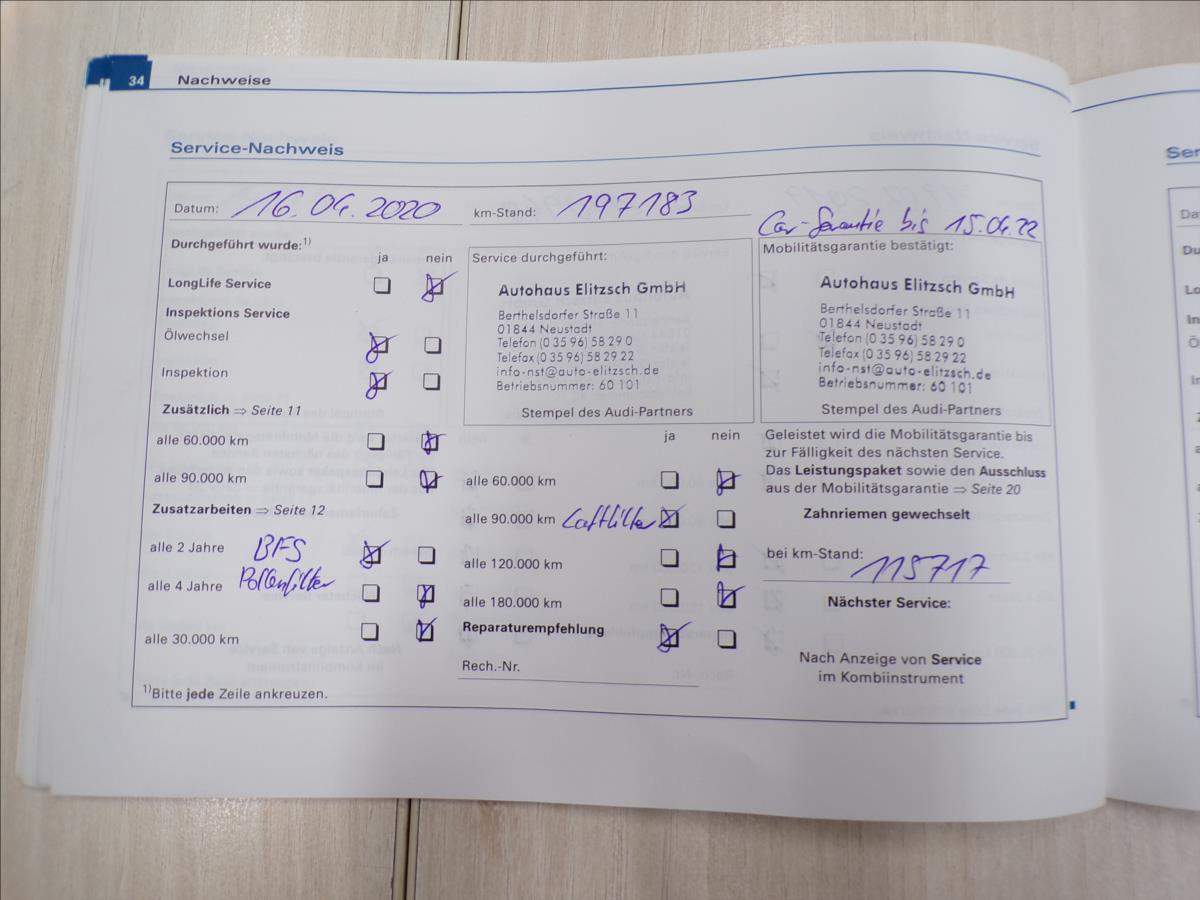 34 Nachweise
Service-Nachweis
Datum: 16.04.2020 km-Stand: 197183
Car-Garantie bis 15.04.22
Durchgeführt wurde:1)
ja nein
LongLife Service
Inspektions Service
Ölwechsel
Inspektion
Zusätzlich ⇒ Seite 11
alle 60.000 km
alle 90.000 km
Zusatzarbeiten ⇒ Seite 12
alle 2 Jahre BFS
alle 4 Jahre Pollenfilter
alle 30.000 km
1)Bitte jede Zeile ankreuzen.
Service durchgeführt:
Autohaus Elitzsch GmbH
Berthelsdorfer Straße 11
01844 Neustadt
Telefon (0 35 96) 58 29 0
Telefax (0 35 96) 58 29 22
info-nst@auto-elitzsch.de
Betriebsnummer: 60 101
Stempel des Audi-Partners
ja nein
alle 60.000 km
alle 90.000 km Luftfilter
alle 120.000 km
alle 180.000 km
Reparaturempfehlung
Rech.-Nr.
Mobilitätsgarantie bestätigt:
Autohaus Elitzsch GmbH
Berthelsdorfer Straße 11
01844 Neustadt
Telefon (0 35 96) 58 29 0
Telefax (0 35 96) 58 29 22
info-nst@auto-elitzsch.de
Betriebsnummer: 60 101
Stempel des Audi-Partners
Geleistet wird die Mobilitätsgarantie bis
zur Fälligkeit des nächsten Service.
Das Leistungspaket sowie den Ausschluss
aus der Mobilitätsgarantie ⇒ Seite 20
Zahnriemen gewechselt
bei km-Stand: 115717
Nächster Service:
Nach Anzeige von Service
im Kombiinstrument